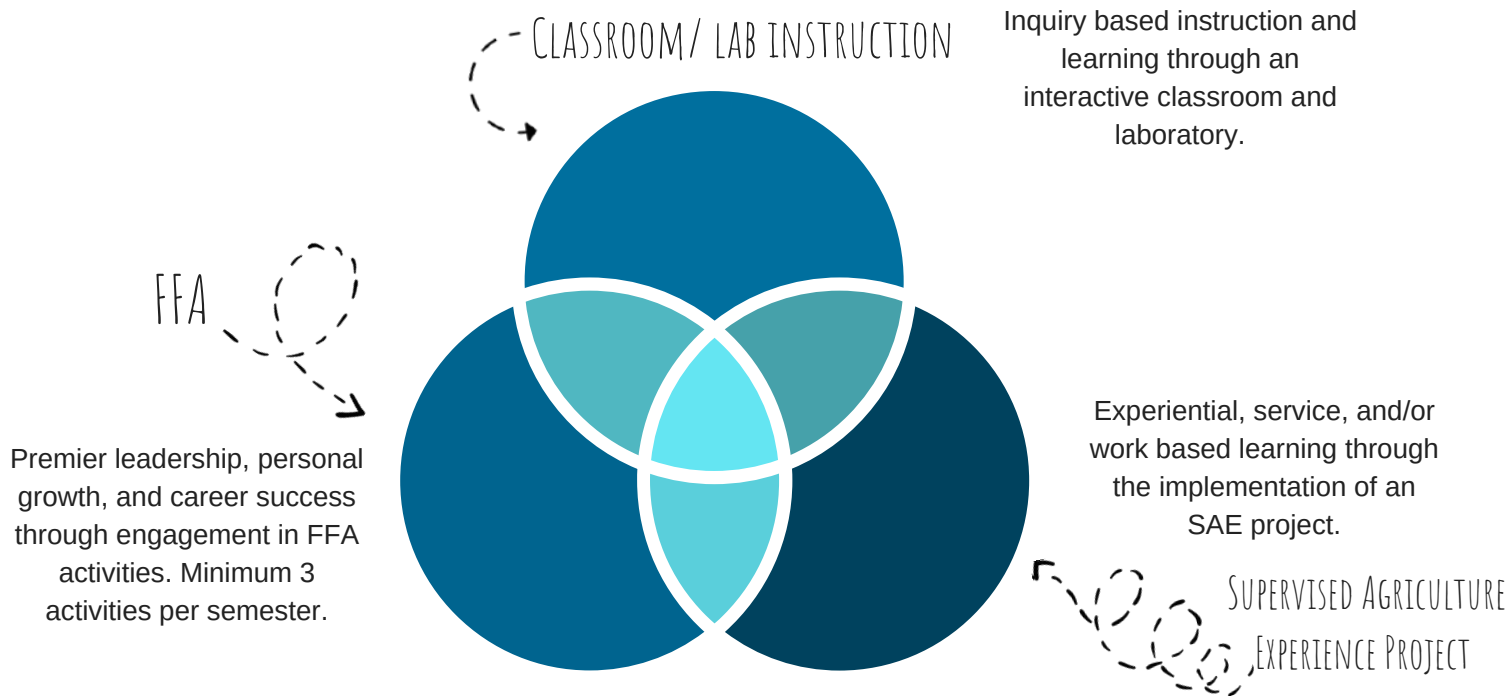 CLASSROOM/ LAB INSTRUCTION
Inquiry based instruction and
learning through an
interactive classroom and
laboratory.
FFA
Premier leadership, personal
growth, and career success
through engagement in FFA
activities. Minimum 3
activities per semester.
Experiential, service, and/or
work based learning through
the implementation of an
SAE project.
SUPERVISED AGRICULTURE
EXPERIENCE PROJECT